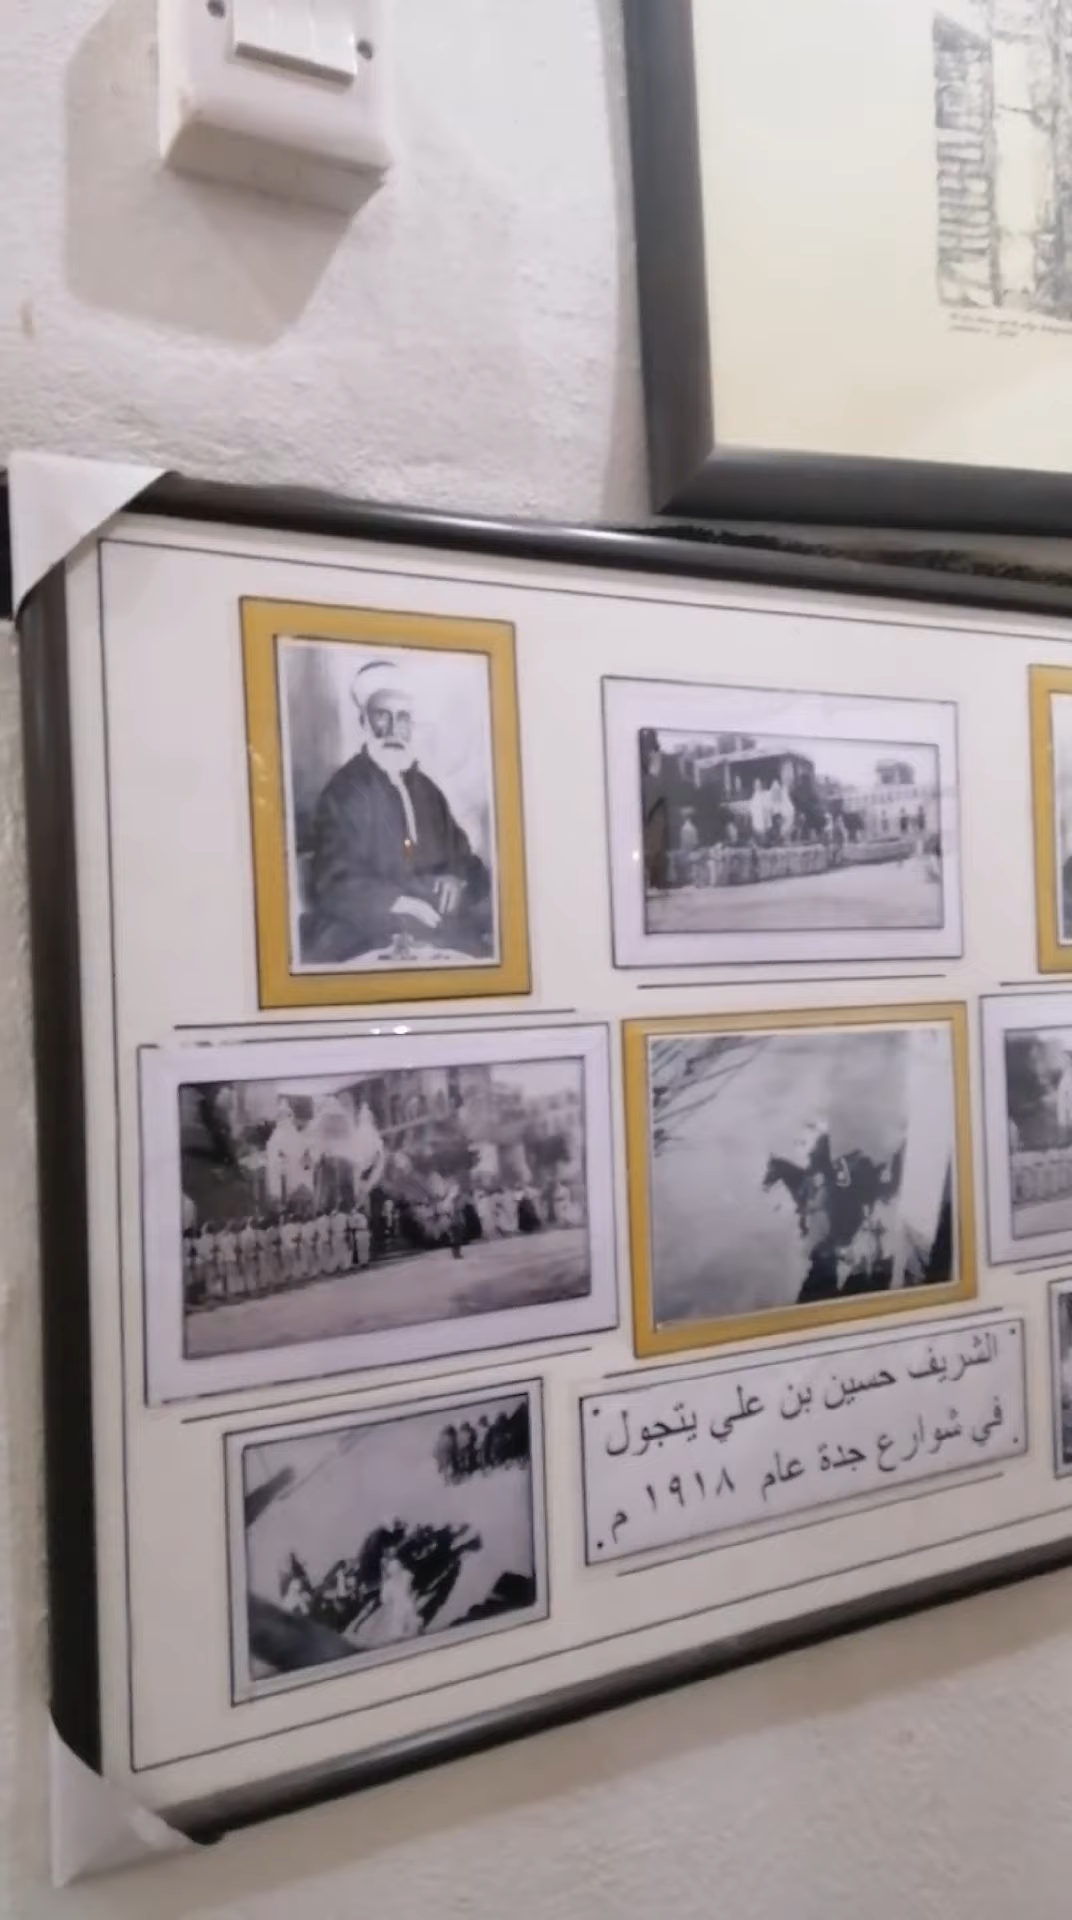 الشريف حسين بن علي يتجول
في شوارع جدة عام ١٩١٨ م.